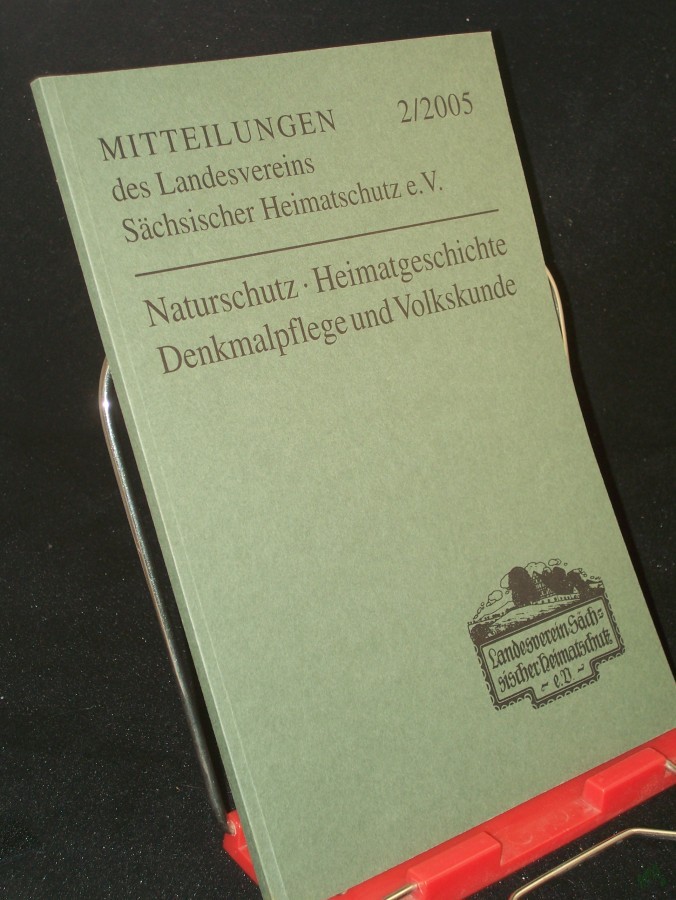 MITTEILUNGEN 2/2005
des Landesvereins
Sächsischer Heimatschutz e.V.
Naturschutz · Heimatgeschichte
Denkmalpflege und Volkskunde
Landesverein Säch=
sischer Heimatschutz
- e.V -